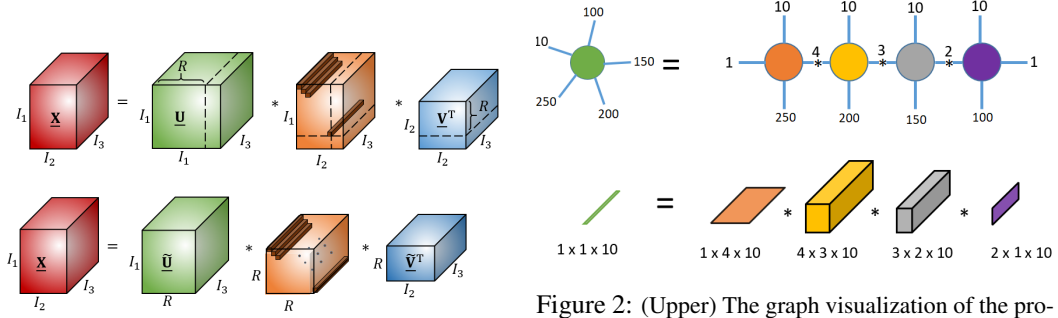 R
I₁ X = I₁ U * I₁ * I₂ V^T R
I₂ I₃ I₁ I₃ I₂ I₃ I₂ I₃
I₁ X = I₁ Ũ * R * R Ṽ^T
I₂ I₃ R I₃ R I₃ I₂ I₃
100 10 10 10 10
10 150 = 1 4 * 3 * 2 * 1
250 200 250 200 150 100
= * * *
1 x 1 x 10 1 x 4 x 10 4 x 3 x 10 3 x 2 x 10 2 x 1 x 10
Figure 2: (Upper) The graph visualization of the pro-